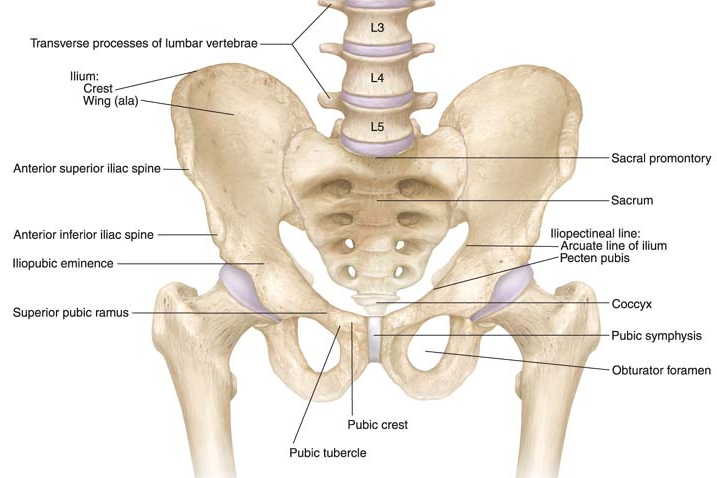 L3
Transverse processes of lumbar vertebrae
Ilium:
Crest
Wing (ala)
L4
L5
Sacral promontory
Anterior superior iliac spine
Sacrum
Anterior inferior iliac spine
Iliopectineal line:
Arcuate line of ilium
Pecten pubis
Iliopubic eminence
Coccyx
Superior pubic ramus
Pubic symphysis
Obturator foramen
Pubic crest
Pubic tubercle